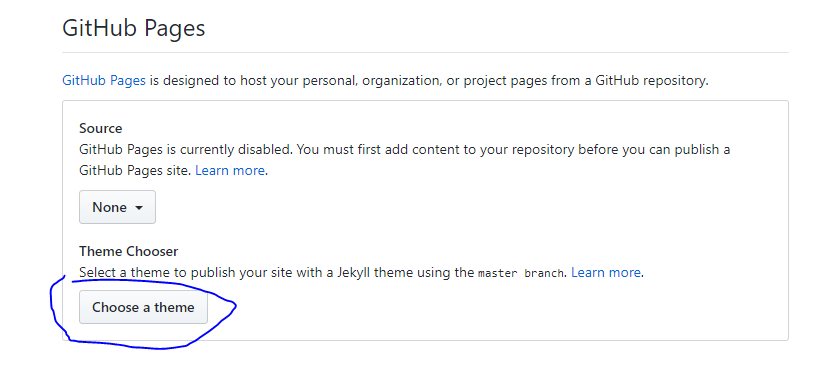 GitHub Pages
GitHub Pages is designed to host your personal, organization, or project pages from a GitHub repository.
Source
GitHub Pages is currently disabled. You must first add content to your repository before you can publish a
GitHub Pages site. Learn more.
None
Theme Chooser
Select a theme to publish your site with a Jekyll theme using the master branch. Learn more.
Choose a theme